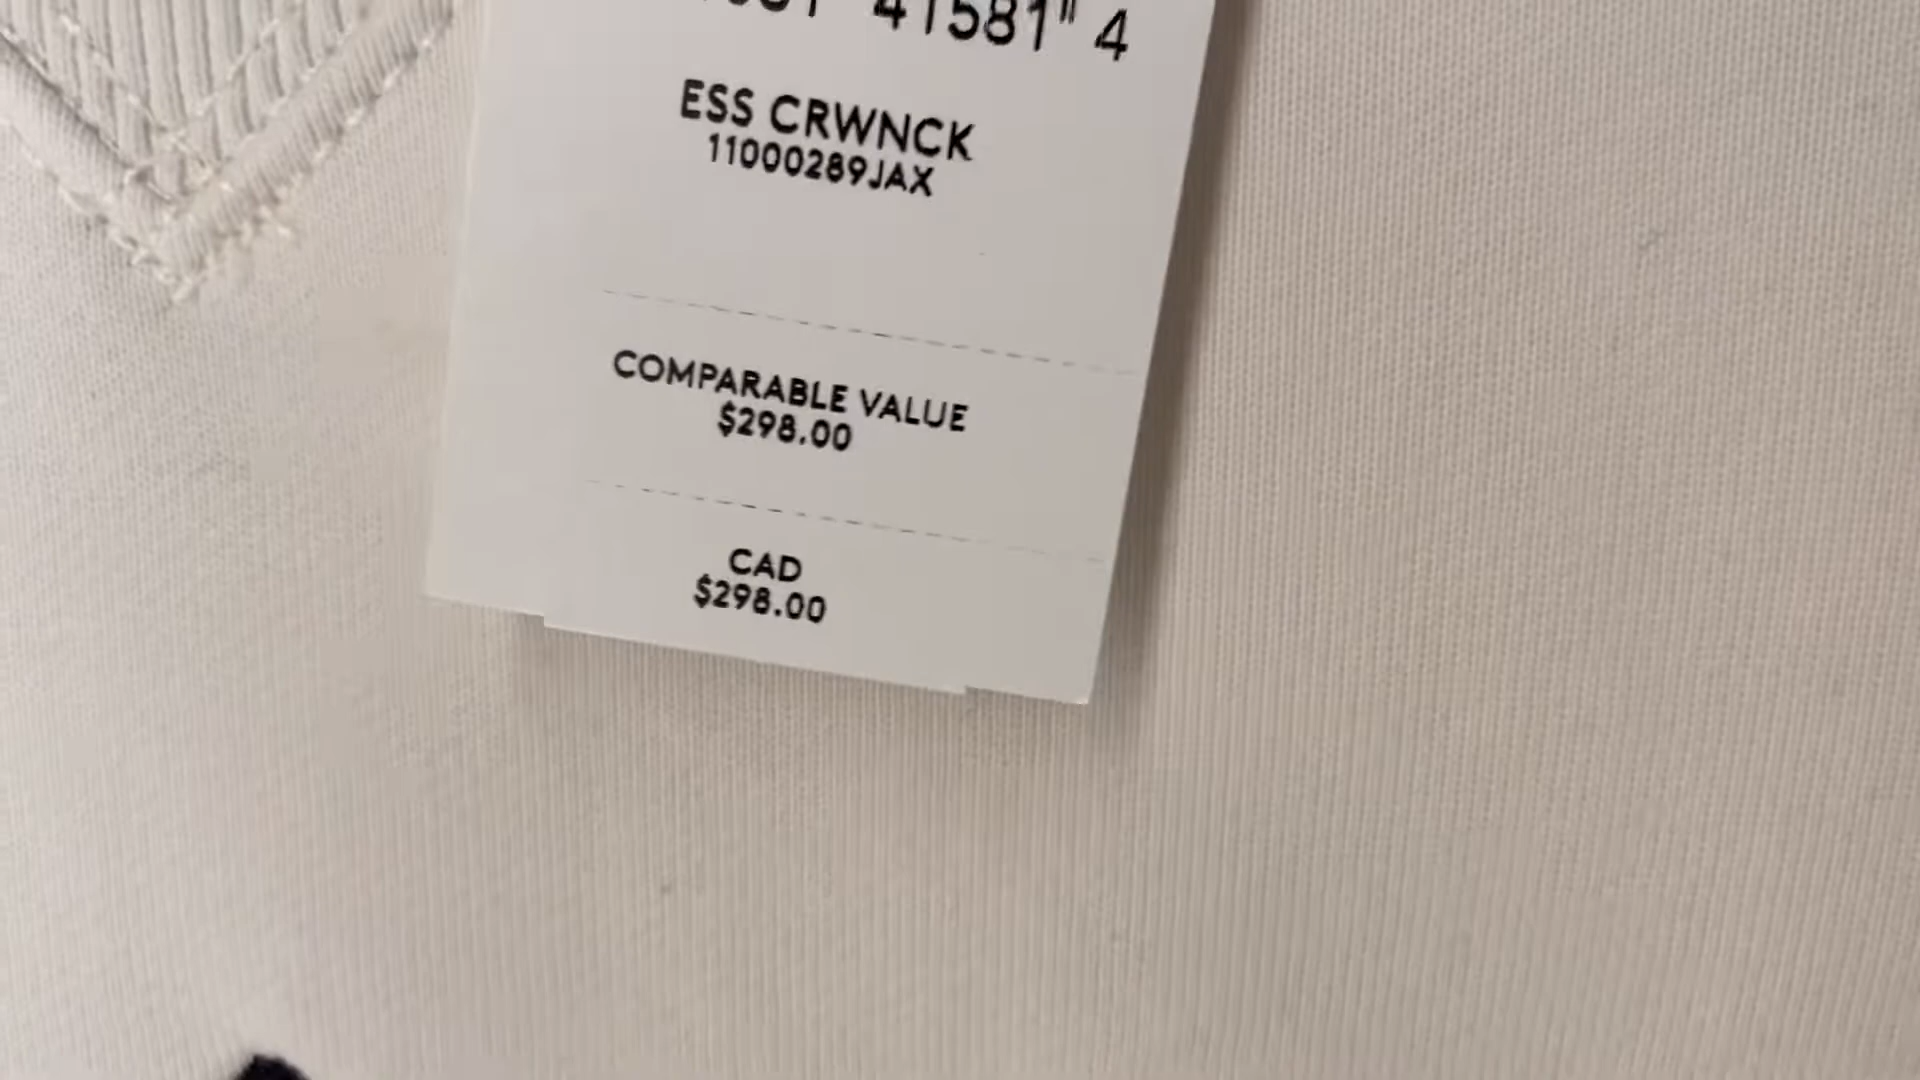 41581" 4
ESS CRWNCK
11000289JAX
COMPARABLE VALUE
$298.00
CAD
$298.00